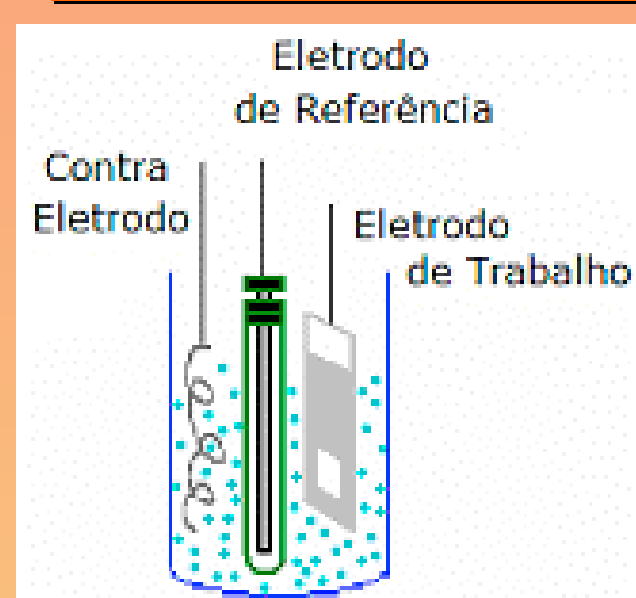 Eletrodo
de Referência
Contra
Eletrodo
Eletrodo
de Trabalho